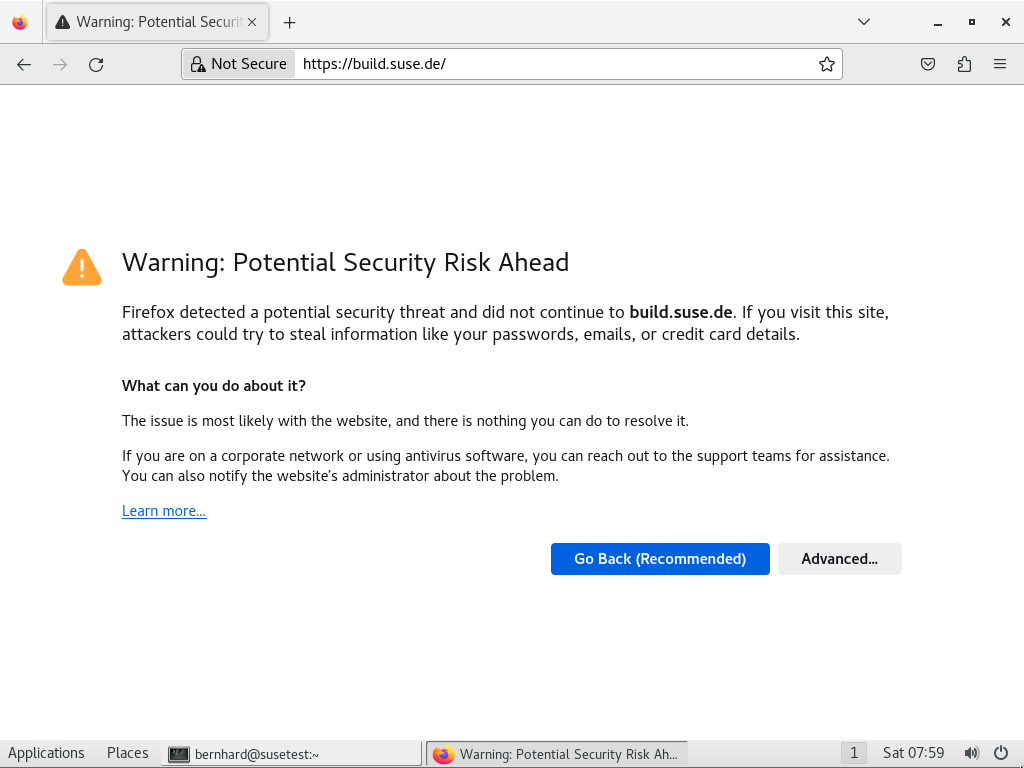 Warning: Potential Securit
Not Secure
https://build.suse.de/
Warning: Potential Security Risk Ahead
Firefox detected a potential security threat and did not continue to build.suse.de. If you visit this site,
attackers could try to steal information like your passwords, emails, or credit card details.
What can you do about it?
The issue is most likely with the website, and there is nothing you can do to resolve it.
If you are on a corporate network or using antivirus software, you can reach out to the support teams for assistance.
You can also notify the website's administrator about the problem.
Learn more...
Go Back (Recommended)
Advanced...
Applications
Places
bernhard@susetest:~
Warning: Potential Security Risk Ah...
1
Sat 07:59